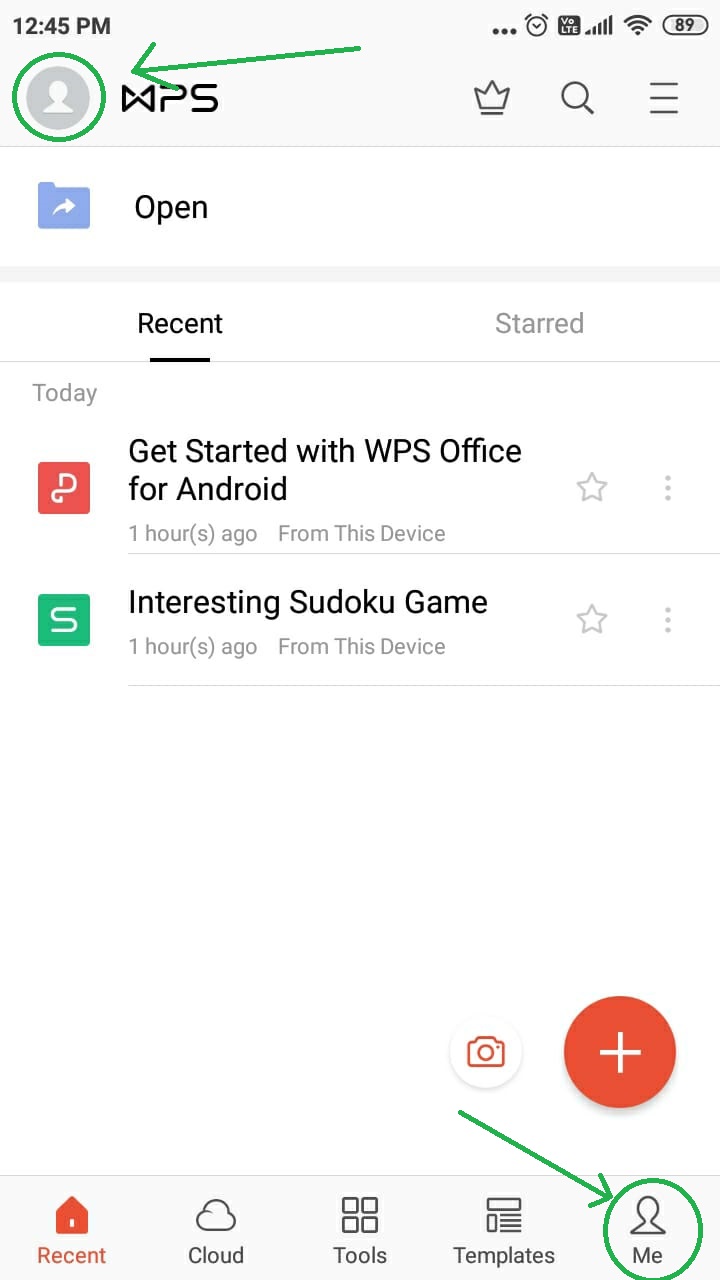 12:45 PM
Vo LTE
89
WPS
Open
Recent
Starred
Today
Get Started with WPS Office
for Android
1 hour(s) ago From This Device
Interesting Sudoku Game
1 hour(s) ago From This Device
Recent
Cloud
Tools
Templates
Me